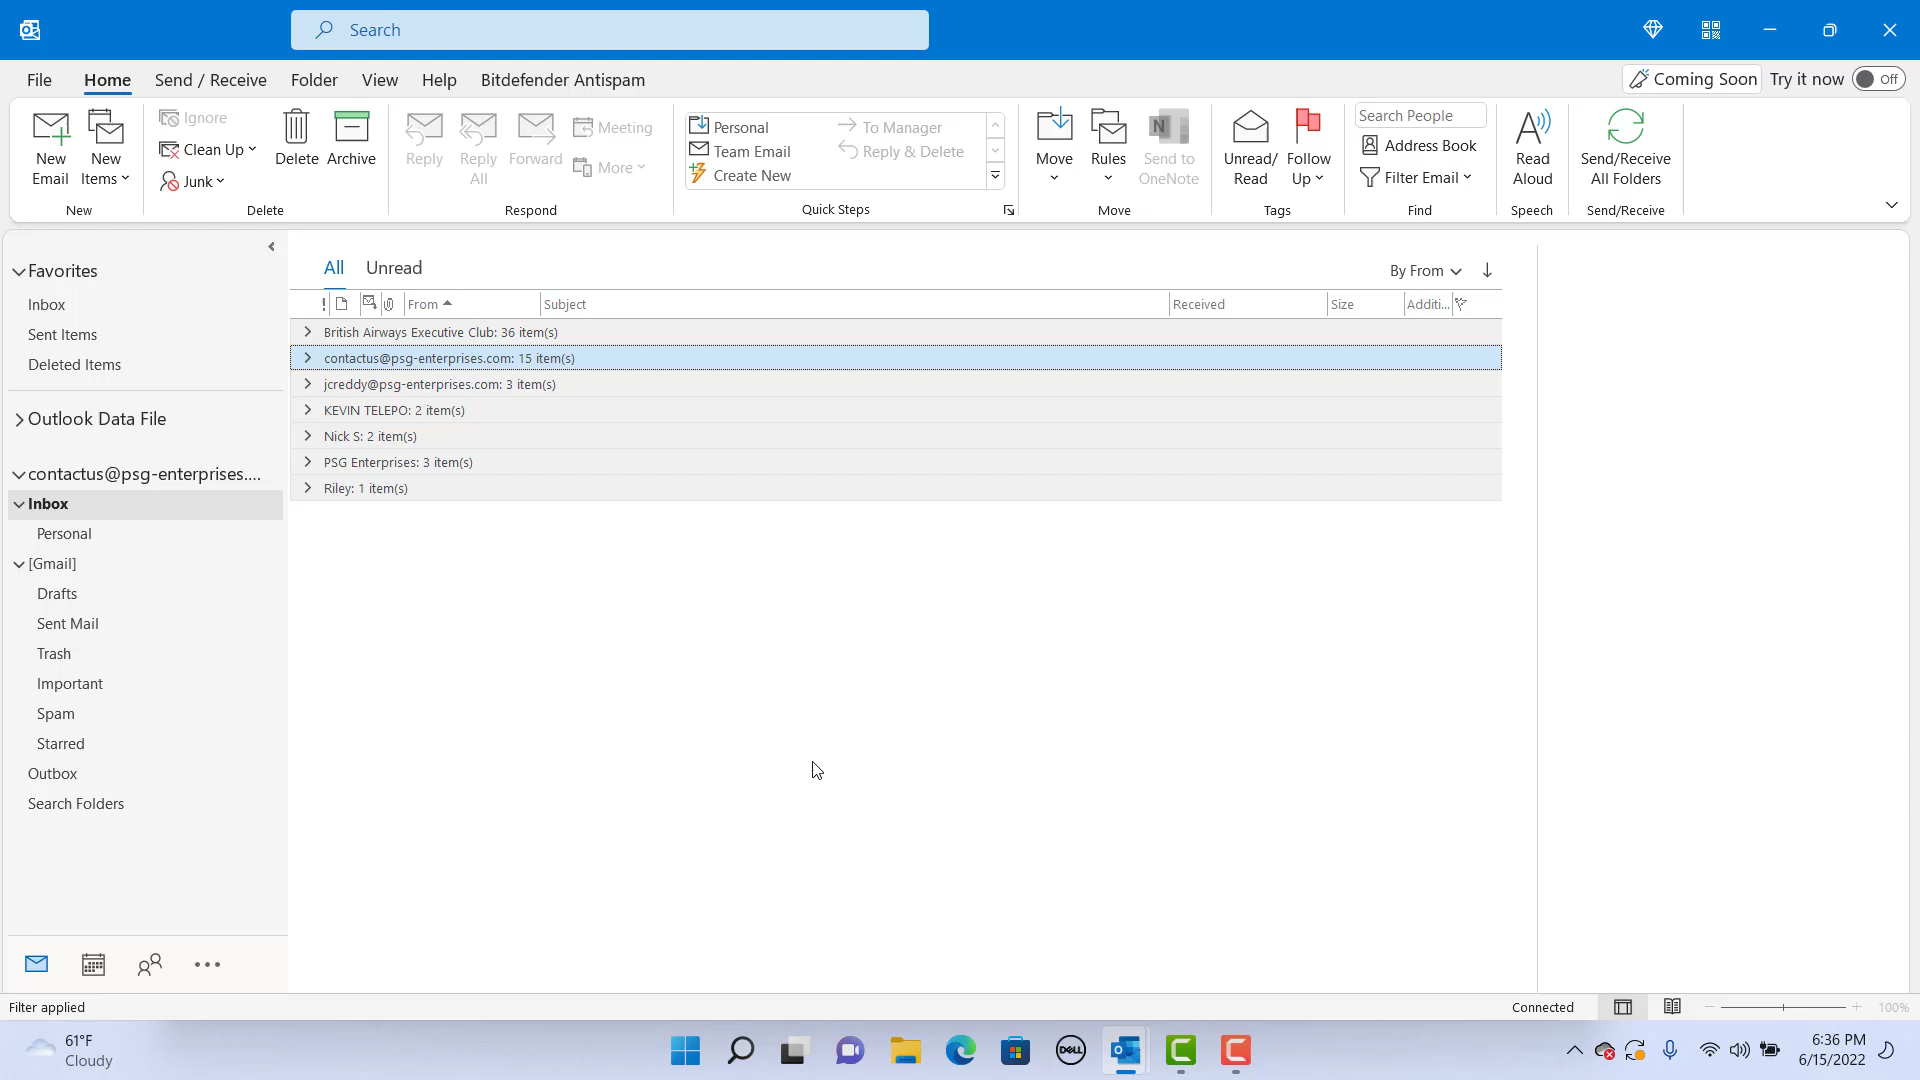 Search
File Home Send / Receive Folder View Help Bitdefender Antispam
Coming Soon Try it now Off
New Email
New Items
New
Ignore
Clean Up
Junk
Delete
Archive
Delete
Reply
Reply All
Forward
Meeting
More
Respond
Personal
Team Email
Create New
To Manager
Reply & Delete
Quick Steps
Move
Rules
Send to OneNote
Move
Unread/ Read
Follow Up
Tags
Search People
Address Book
Filter Email
Find
Read Aloud
Speech
Send/Receive All Folders
Send/Receive
Favorites
Inbox
Sent Items
Deleted Items
Outlook Data File
contactus@psg-enterprises....
Inbox
Personal
[Gmail]
Drafts
Sent Mail
Trash
Important
Spam
Starred
Outbox
Search Folders
All Unread
By From
From Subject Received Size Additi...
British Airways Executive Club: 36 item(s)
contactus@psg-enterprises.com: 15 item(s)
jcreddy@psg-enterprises.com: 3 item(s)
KEVIN TELEPO: 2 item(s)
Nick S: 2 item(s)
PSG Enterprises: 3 item(s)
Riley: 1 item(s)
Filter applied
Connected
100%
61°F
Cloudy
DELL
6:36 PM
6/15/2022